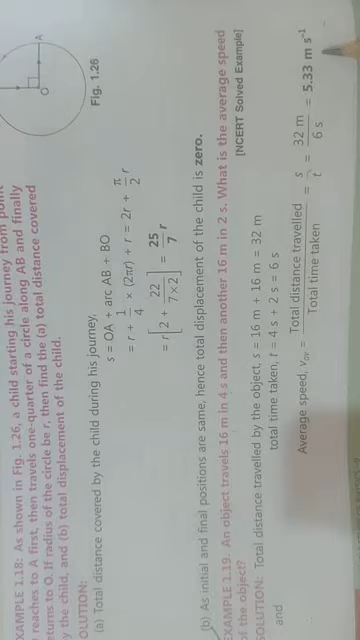 EXAMPLE 1.18: As shown in Fig. 1.26, a child starting his journey from point
reaches to A first, then travels one-quarter of a circle along AB and finally
returns to O. If radius of the circle be r, then find the (a) total distance covered
by the child, and (b) total displacement of the child.
A
O
Fig. 1.26
SOLUTION:
(a) Total distance covered by the child during his journey,
s = OA + arc AB + BO
= r + 1/4 × (2πr) + r = 2r + π/2 r
= r[2 + 22/(7×2)] = 25/7 r
(b) As initial and final positions are same, hence total displacement of the child is zero.
EXAMPLE 1.19. An object travels 16 m in 4 s and then another 16 m in 2 s. What is the average speed
of the object?
[NCERT Solved Example]
SOLUTION: Total distance travelled by the object, s = 16 m + 16 m = 32 m
and total time taken, t = 4 s + 2 s = 6 s
Average speed, vav = Total distance travelled / Total time taken = s/t = 32 m / 6 s = 5.33 m s⁻¹